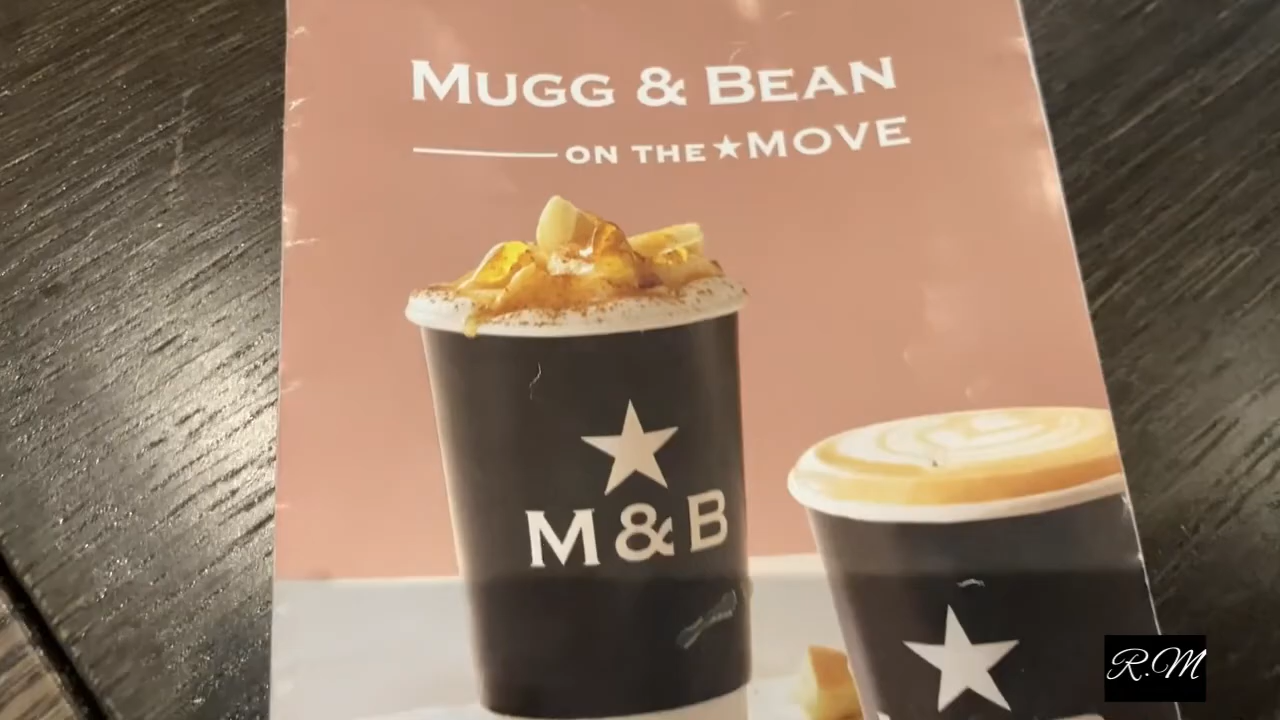 MUGG & BEAN
ON THE★MOVE
M & B
R.M